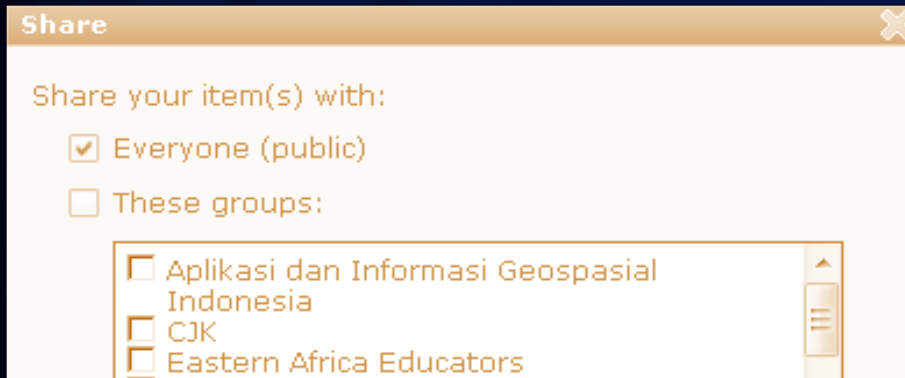 Share
Share your item(s) with:
Everyone (public)
These groups:
Aplikasi dan Informasi Geospasial
Indonesia
CJK
Eastern Africa Educators